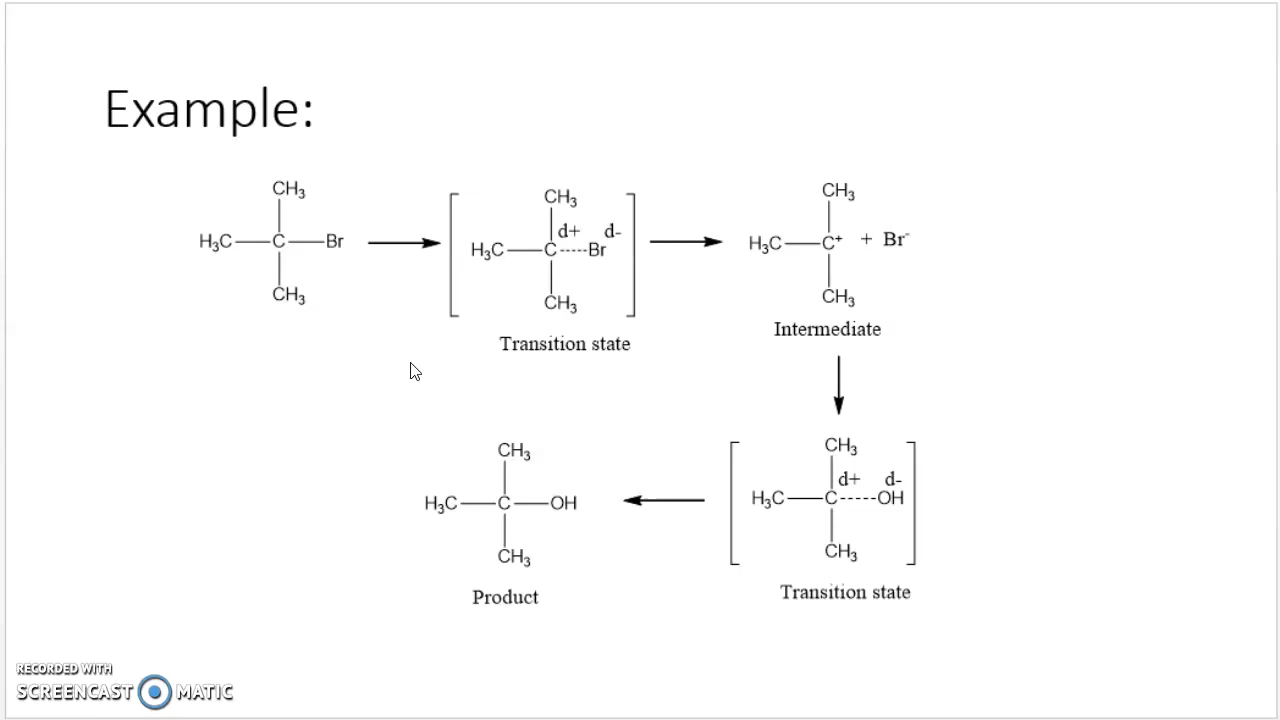 Example:
CH3
H3C—C—Br
CH3
CH3
d+ d-
H3C—C-----Br
CH3
Transition state
CH3
H3C—C+ + Br-
CH3
Intermediate
CH3
d+ d-
H3C—C-----OH
CH3
Transition state
CH3
H3C—C—OH
CH3
Product
RECORDED WITH
SCREENCAST MATIC